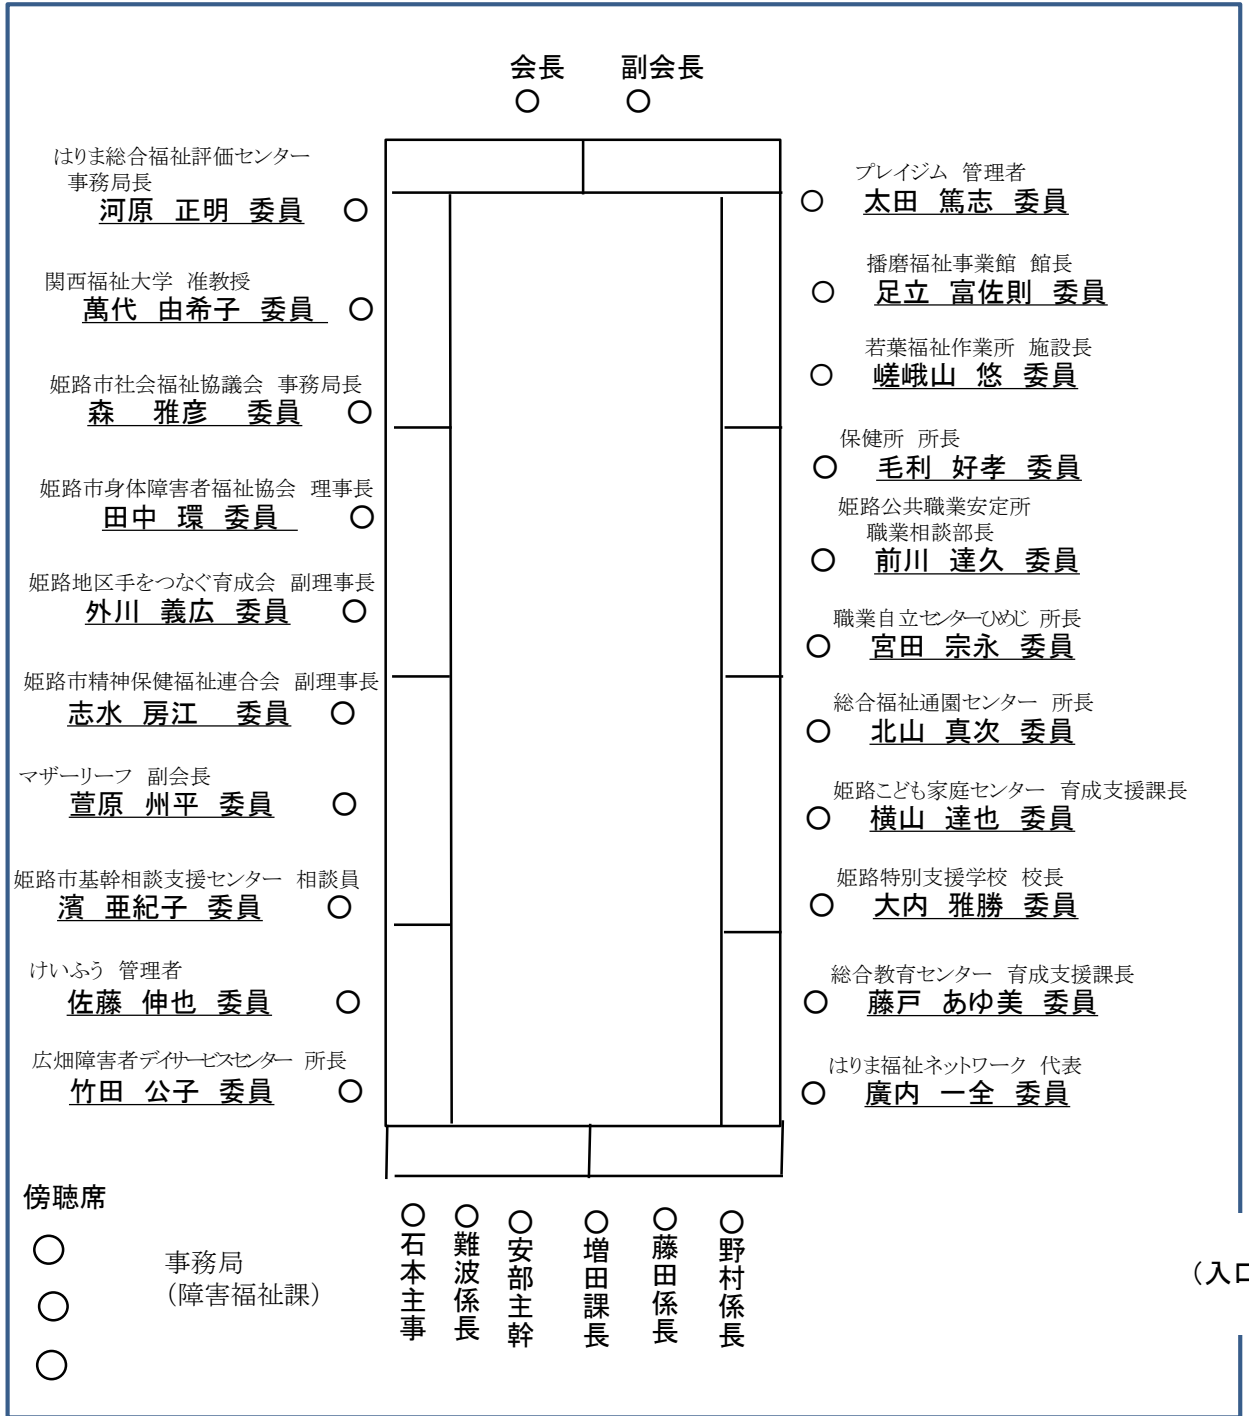 会長 副会長
はりま総合福祉評価センター
事務局長
河原 正明 委員
関西福祉大学 准教授
萬代 由希子 委員
姫路市社会福祉協議会 事務局長
森 雅彦 委員
姫路市身体障害者福祉協会 理事長
田中 環 委員
姫路地区手をつなぐ育成会 副理事長
外川 義広 委員
姫路市精神保健福祉連合会 副理事長
志水 房江 委員
マザーリーフ 副会長
萱原 州平 委員
姫路市基幹相談支援センター 相談員
濱 亜紀子 委員
けいふう 管理者
佐藤 伸也 委員
広畑障害者デイサービスセンター 所長
竹田 公子 委員
プレイジム 管理者
太田 篤志 委員
播磨福祉事業館 館長
足立 富佐則 委員
若葉福祉作業所 施設長
嵯峨山 悠 委員
保健所 所長
毛利 好孝 委員
姫路公共職業安定所
職業相談部長
前川 達久 委員
職業自立センターひめじ 所長
宮田 宗永 委員
総合福祉通園センター 所長
北山 真次 委員
姫路こども家庭センター 育成支援課長
横山 達也 委員
姫路特別支援学校 校長
大内 雅勝 委員
総合教育センター 育成支援課長
藤戸 あゆ美 委員
はりま福祉ネットワーク 代表
廣内 一全 委員
傍聴席
事務局
（障害福祉課）
石本主事
難波係長
安部主幹
増田課長
藤田係長
野村係長
（入口